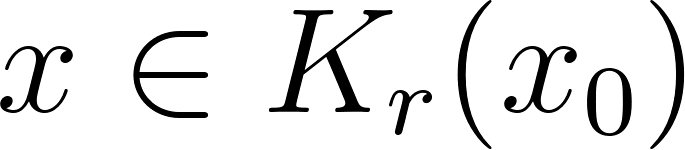 x ∈ K_r(x_0)